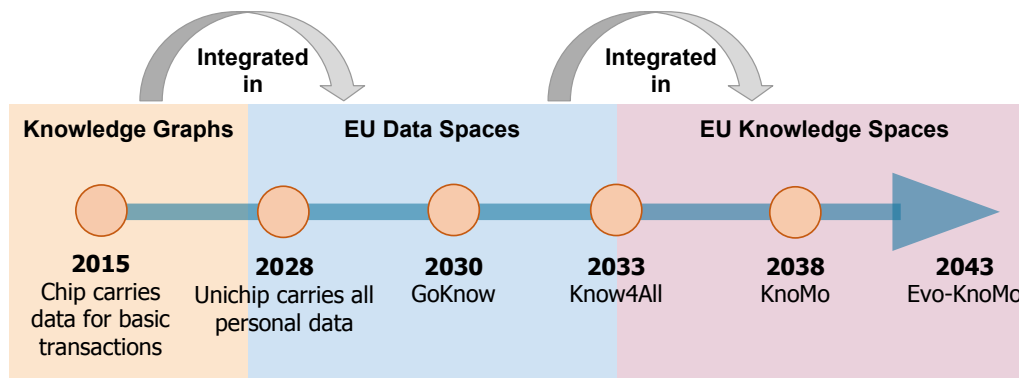 Integrated
in
Integrated
in
Knowledge Graphs
EU Data Spaces
EU Knowledge Spaces
2015
Chip carries
data for basic
transactions
2028
Unichip carries all
personal data
2030
GoKnow
2033
Know4All
2038
KnoMo
2043
Evo-KnoMo